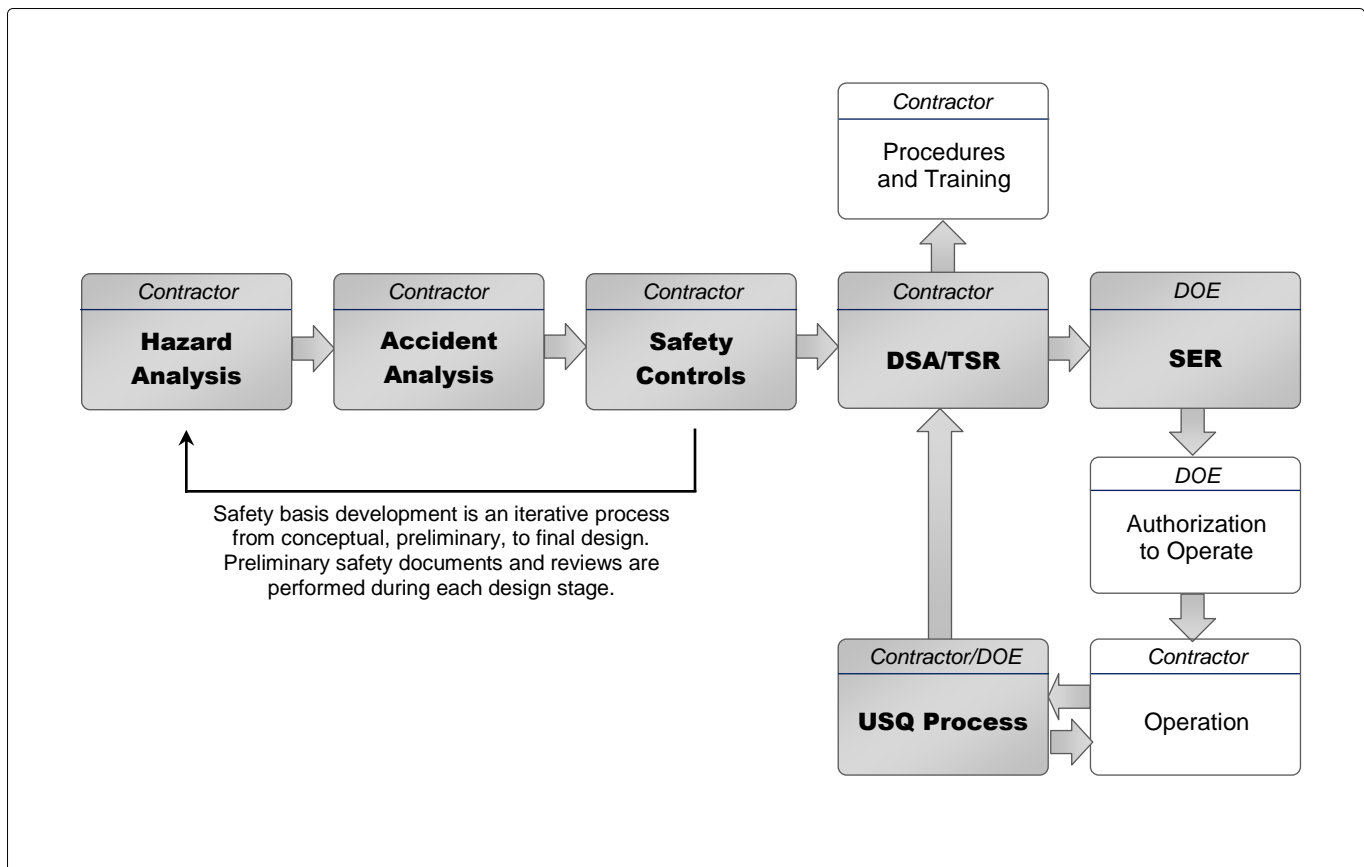 Contractor
Procedures
and Training
Contractor
Hazard
Analysis
Contractor
Accident
Analysis
Contractor
Safety
Controls
Contractor
DSA/TSR
DOE
SER
Safety basis development is an iterative process
from conceptual, preliminary, to final design.
Preliminary safety documents and reviews are
performed during each design stage.
DOE
Authorization
to Operate
Contractor/DOE
USQ Process
Contractor
Operation